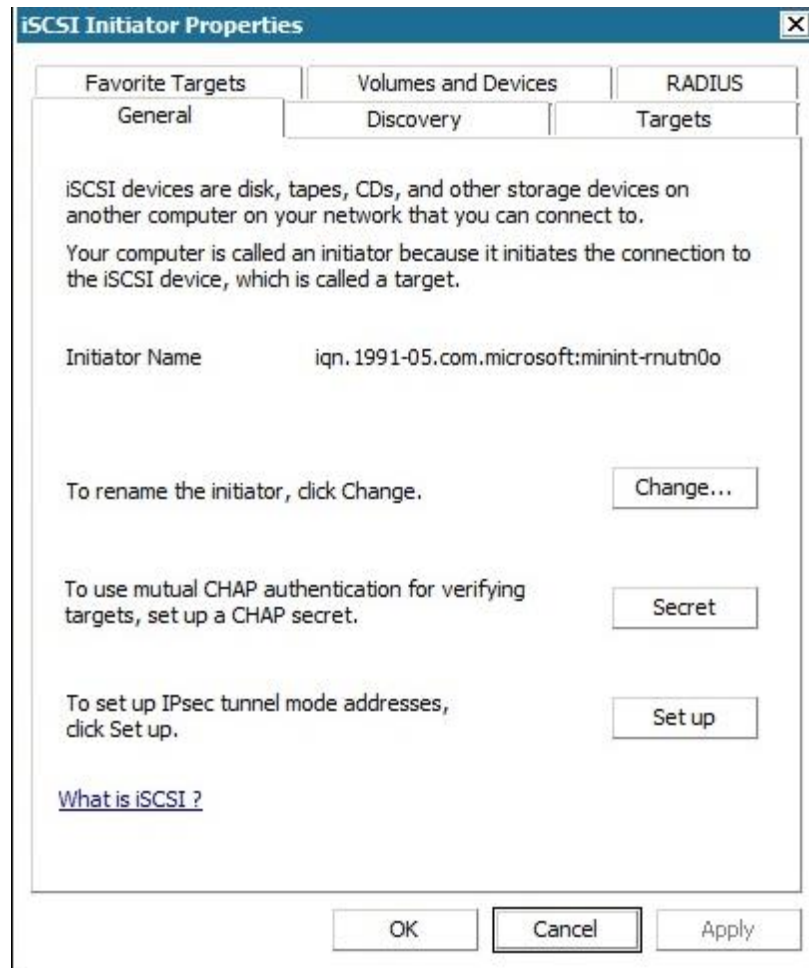 iSCSI Initiator Properties
Favorite Targets
Volumes and Devices
RADIUS
General
Discovery
Targets
iSCSI devices are disk, tapes, CDs, and other storage devices on
another computer on your network that you can connect to.
Your computer is called an initiator because it initiates the connection to
the iSCSI device, which is called a target.
Initiator Name
iqn.1991-05.com.microsoft:minint-rnutn0o
To rename the initiator, click Change.
Change...
To use mutual CHAP authentication for verifying
targets, set up a CHAP secret.
Secret
To set up IPsec tunnel mode addresses,
click Set up.
Set up
What is iSCSI ?
OK
Cancel
Apply